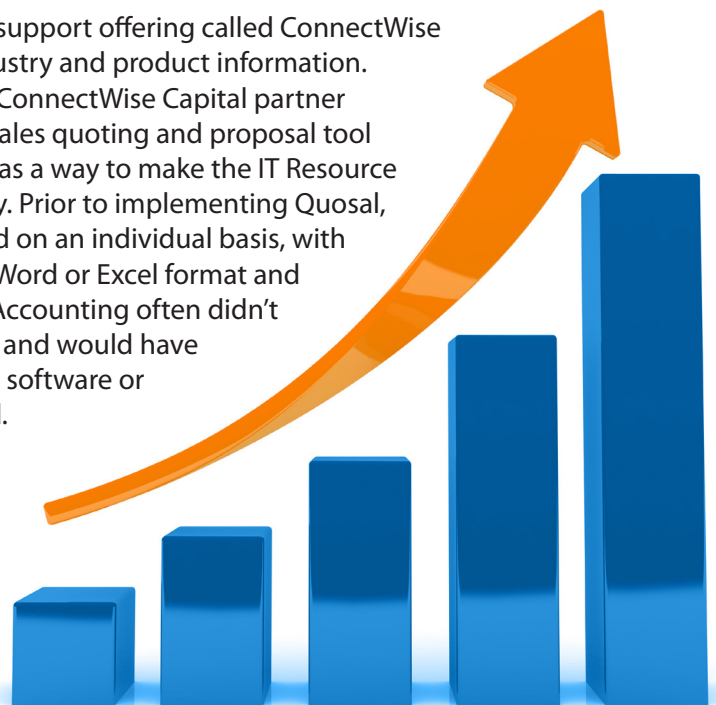 support offering called ConnectWise
ustry and product information.
ConnectWise Capital partner
ales quoting and proposal tool
as a way to make the IT Resource
y. Prior to implementing Quosal,
d on an individual basis, with
Word or Excel format and
Accounting often didn’t
and would have
software or
.